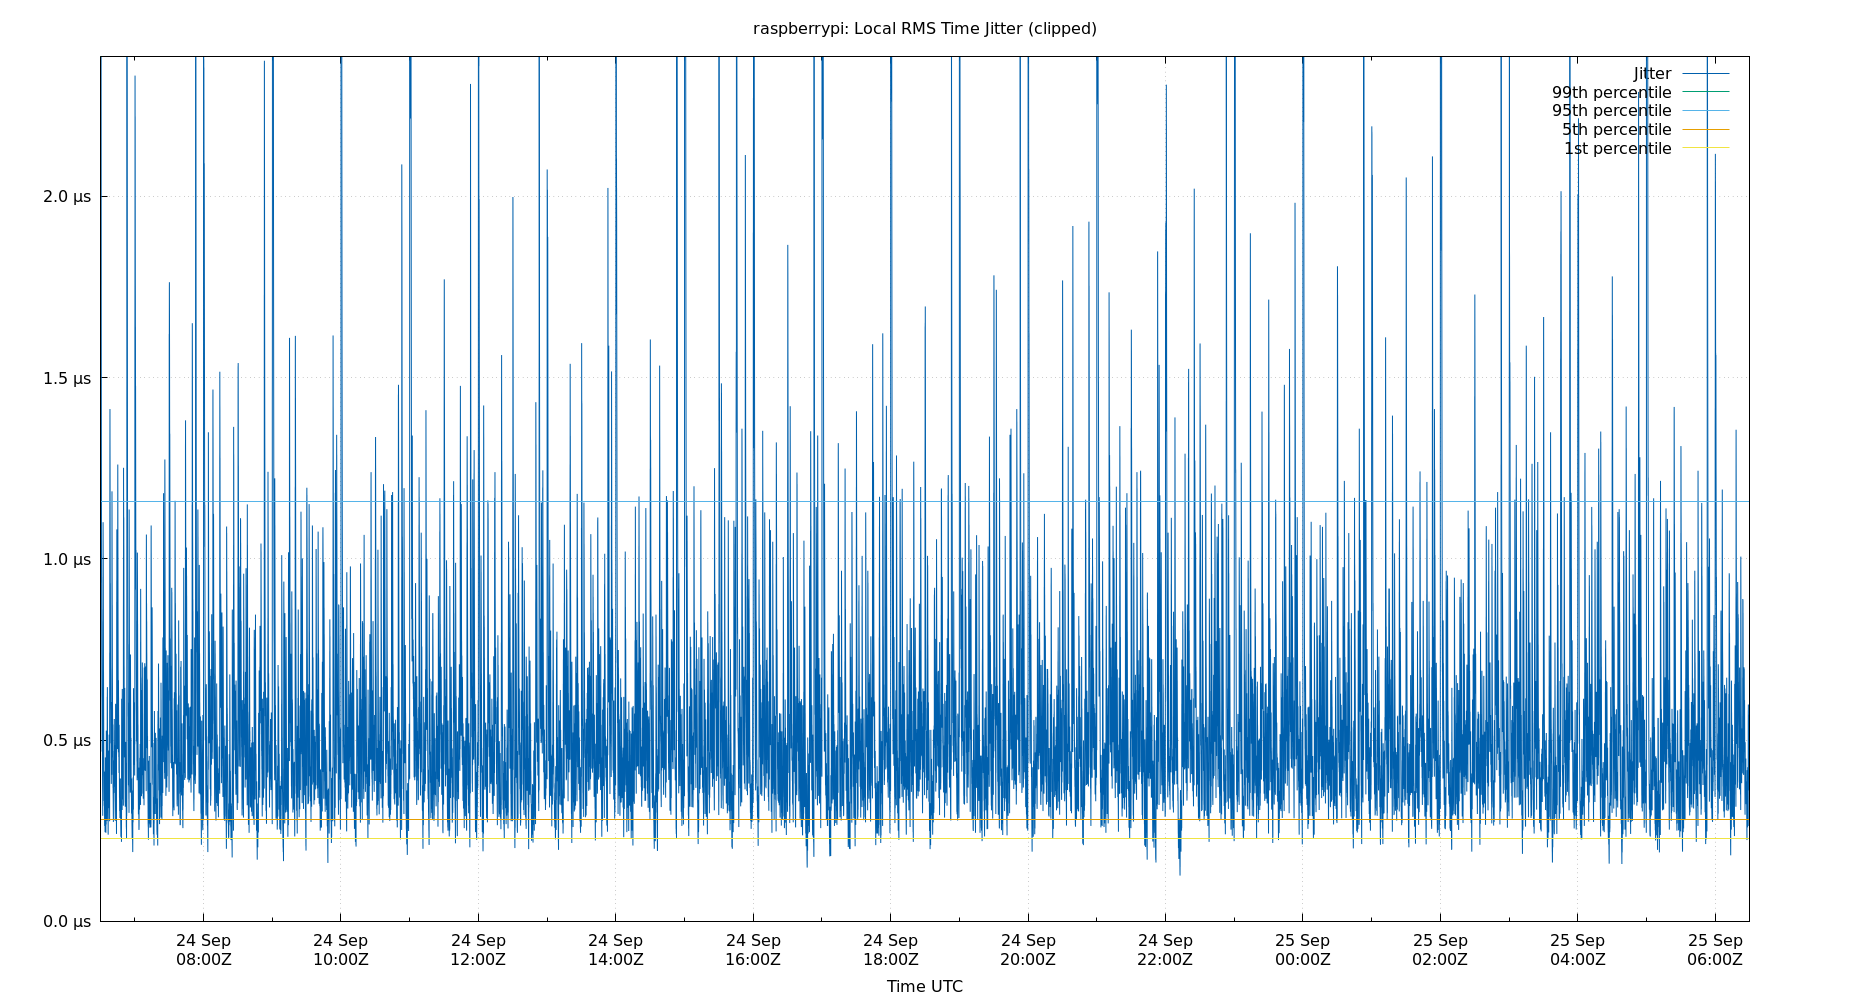 raspberrypi: Local RMS Time Jitter (clipped)
Jitter
99th percentile
95th percentile
5th percentile
1st percentile
2.0 µs
1.5 µs
1.0 µs
0.5 µs
0.0 µs
24 Sep 24 Sep 24 Sep 24 Sep 24 Sep 24 Sep 24 Sep 24 Sep 25 Sep 25 Sep 25 Sep 25 Sep
08:00Z 10:00Z 12:00Z 14:00Z 16:00Z 18:00Z 20:00Z 22:00Z 00:00Z 02:00Z 04:00Z 06:00Z
Time UTC